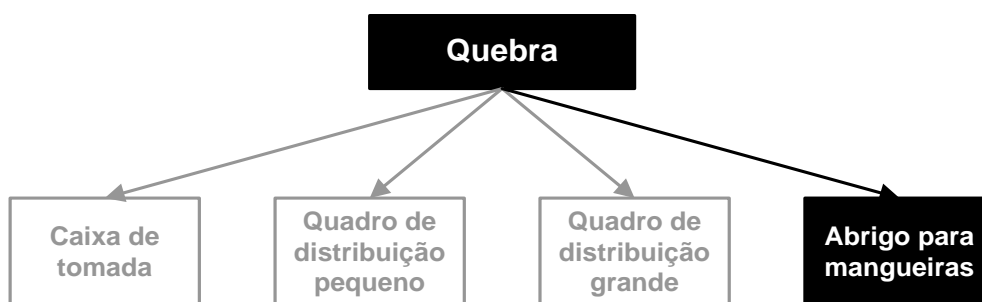 Quebra
Caixa de
tomada
Quadro de
distribuição
pequeno
Quadro de
distribuição
grande
Abrigo para
mangueiras